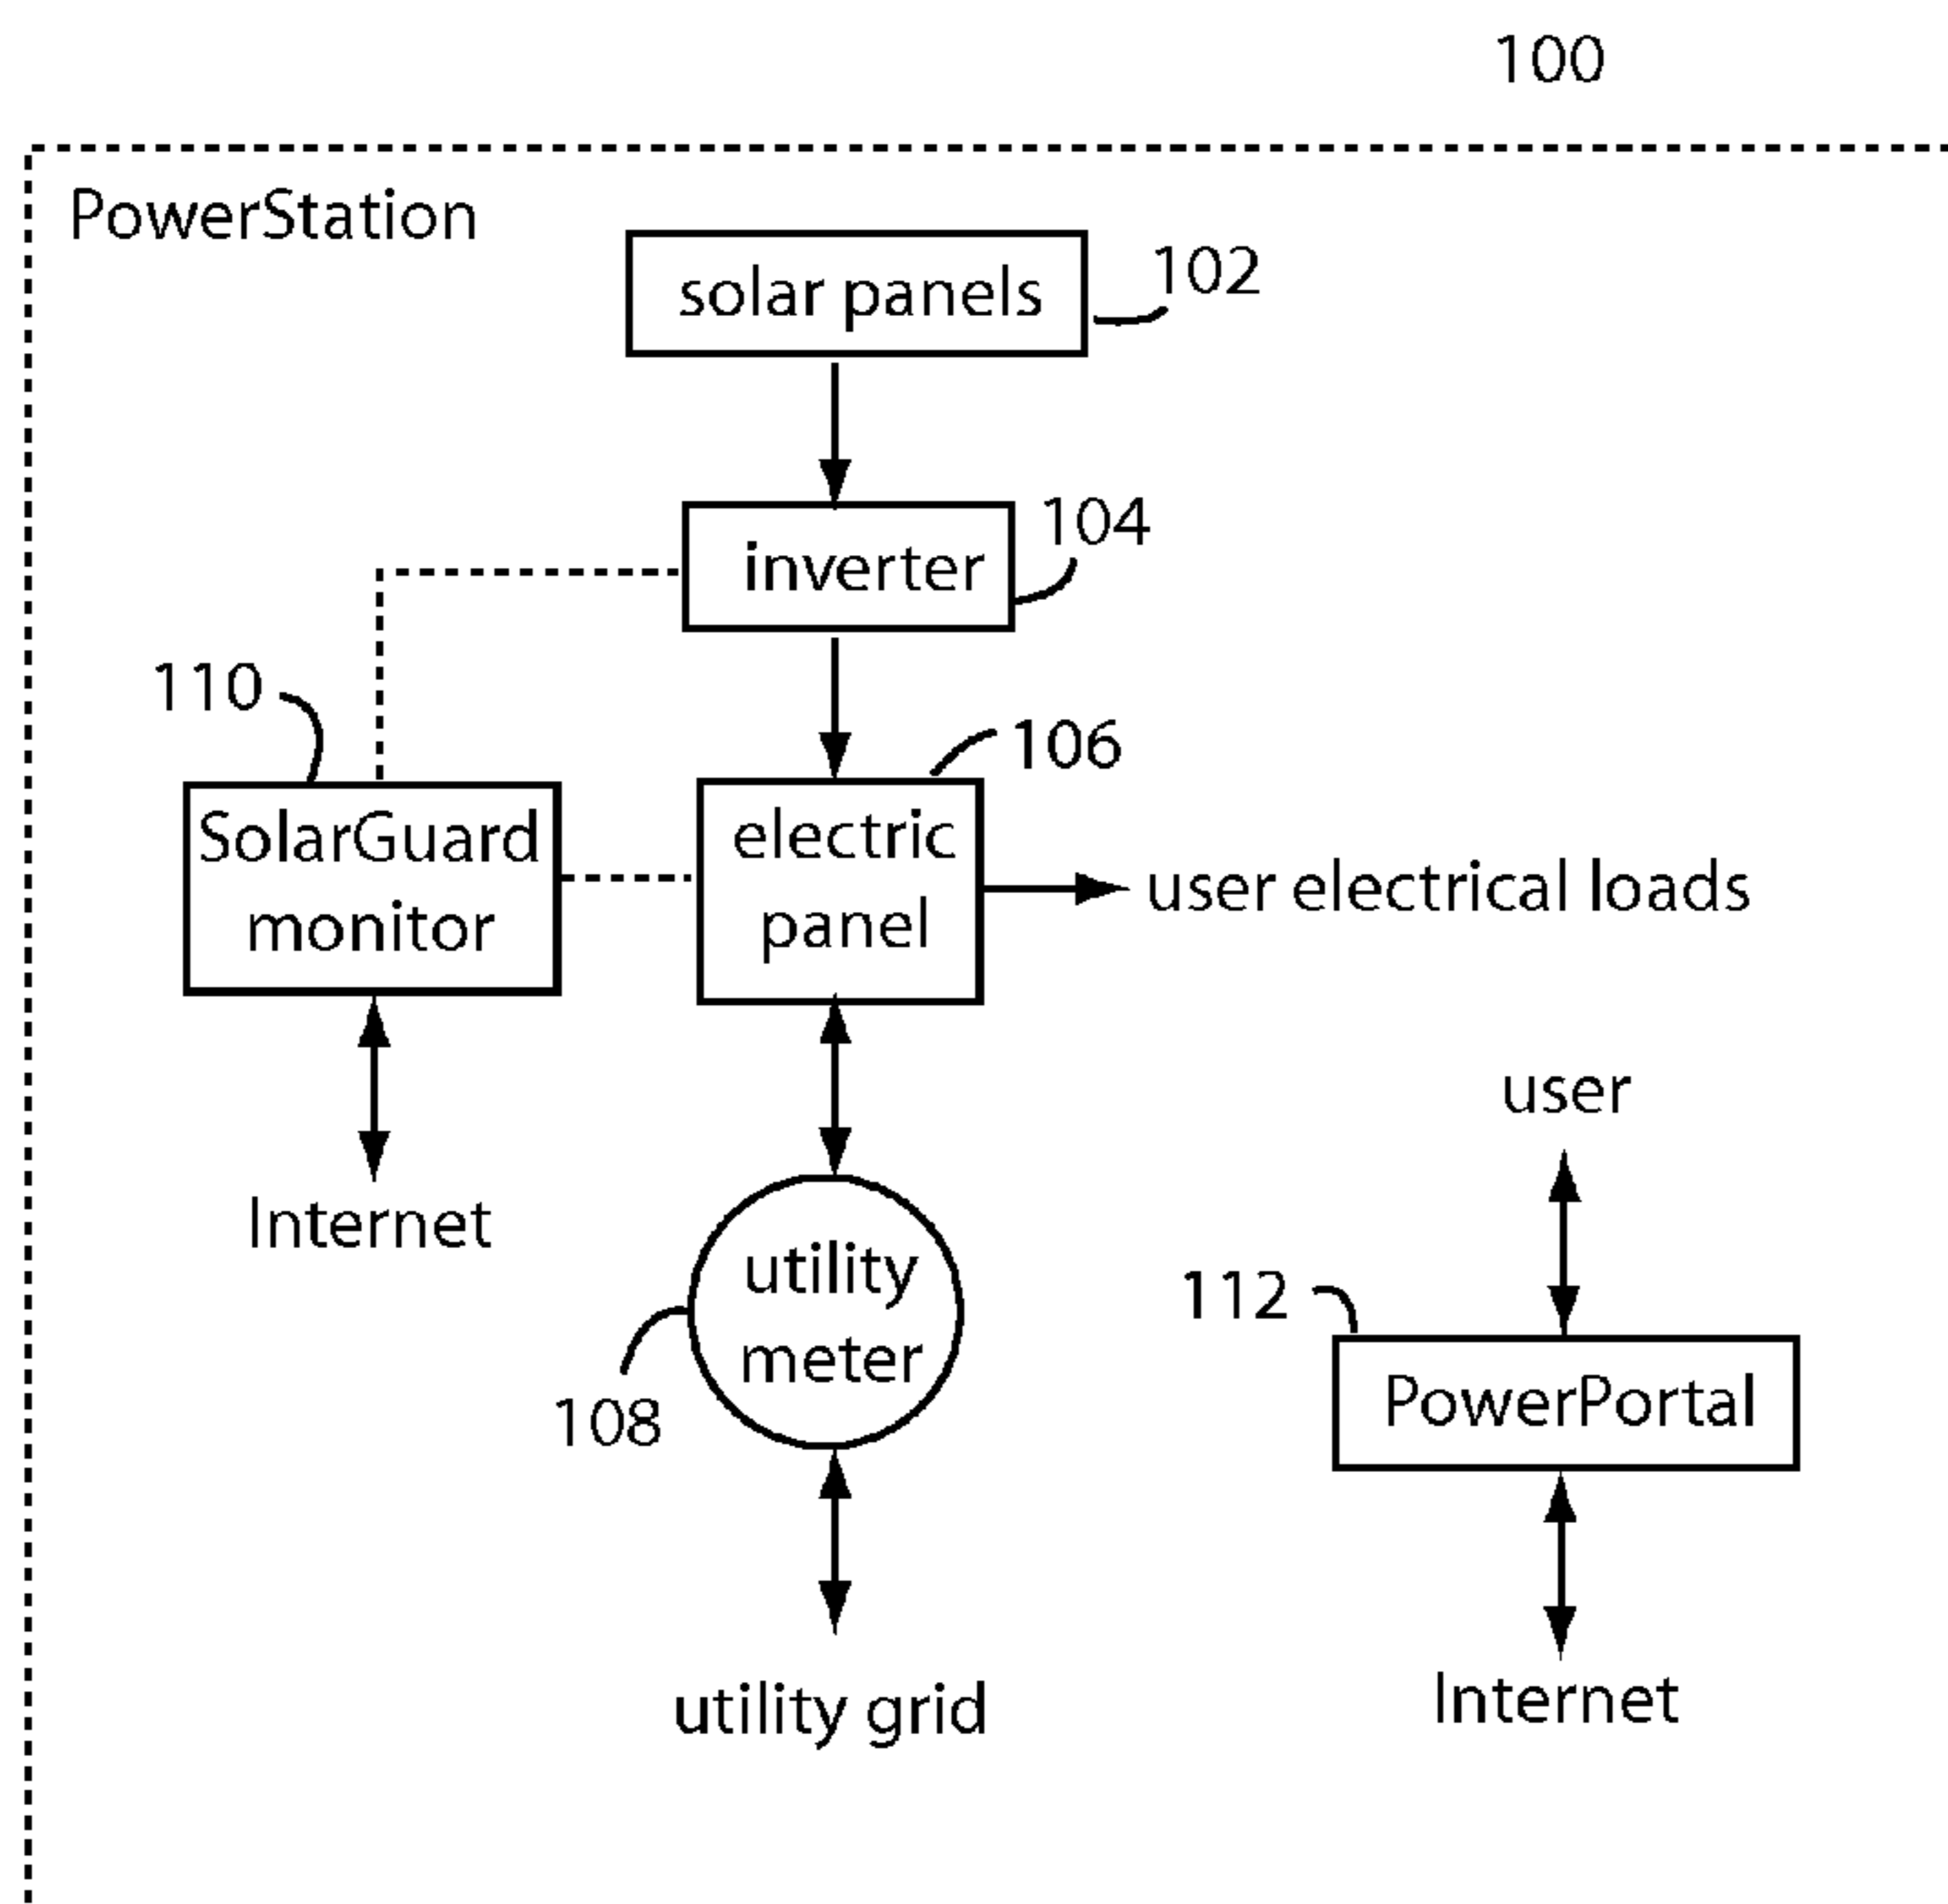 100
PowerStation
solar panels
102
inverter
104
110
106
SolarGuard
monitor
electric
panel
user electrical loads
Internet
utility
meter
108
user
112
PowerPortal
utility grid
Internet